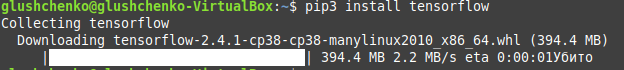 glushchenko@glushchenko-VirtualBox:~$ pip3 install tensorflow
Collecting tensorflow
  Downloading tensorflow-2.4.1-cp38-cp38-manylinux2010_x86_64.whl (394.4 MB)
     |████████████████████████████████| 394.4 MB 2.2 MB/s eta 0:00:01Убито